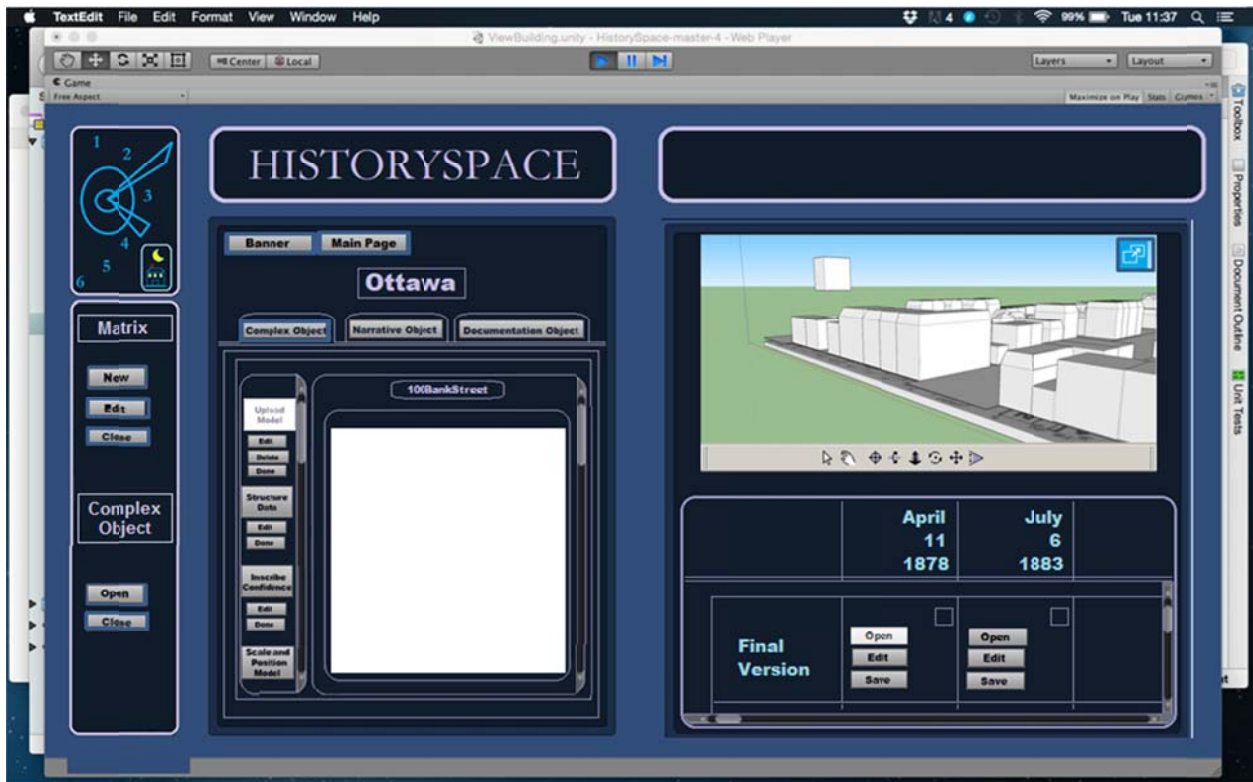 TextEdit File Edit Format View Window Help
4 99% Tue 11:37
ViewBuilding.unity - HistorySpace-master-4 - Web Player
Center Local
Layers Layout
Game
Free Aspect
Maximize on Play Stats Gizmos
Toolbox
Properties
Document Outline
Unit Tests
1
2
3
4
5
6
HISTORYSPACE
Matrix
New
Edit
Close
Complex
Object
Open
Close
Banner Main Page
Ottawa
Complex Object Narrative Object Documentation Object
100BankStreet
Upload
Model
Edit
Delete
Done
Structure
Data
Edit
Done
Inscribe
Confidence
Edit
Done
Scale and
Position
Model
April July
11 6
1878 1883
Final
Version
Open Open
Edit Edit
Save Save